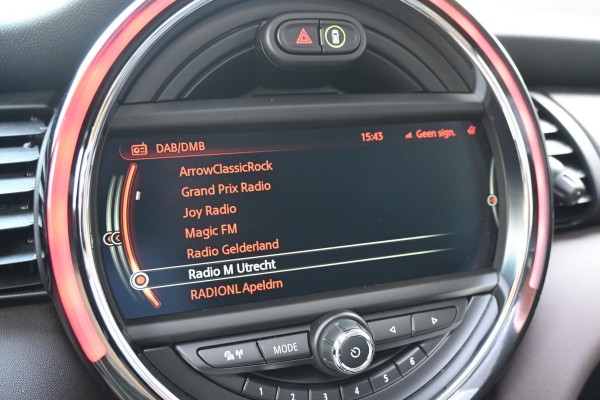 DAB/DMB 15:43 Geen sign.
ArrowClassicRock
Grand Prix Radio
Joy Radio
Magic FM
Radio Gelderland
Radio M Utrecht
RADIONL Apeldrn
MODE
1 2 3 4 5 6